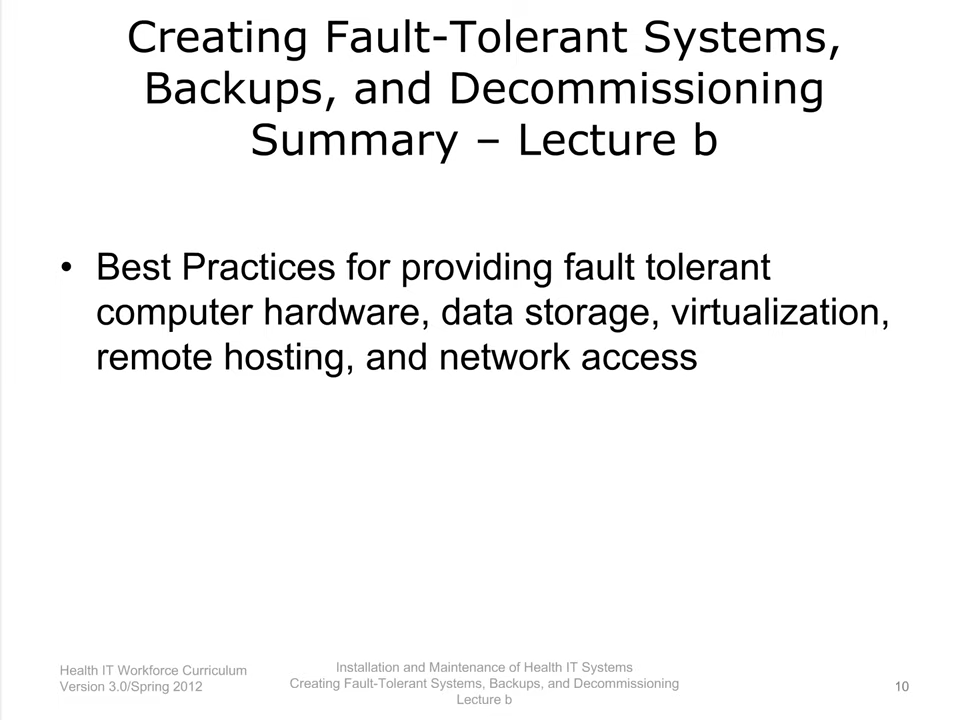 Creating Fault-Tolerant Systems,
Backups, and Decommissioning
Summary – Lecture b
• Best Practices for providing fault tolerant
computer hardware, data storage, virtualization,
remote hosting, and network access
Health IT Workforce Curriculum
Version 3.0/Spring 2012
Installation and Maintenance of Health IT Systems
Creating Fault-Tolerant Systems, Backups, and Decommissioning
Lecture b
10